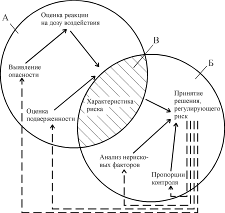 А
Оценка реакции
на дозу воздействия
В
Б
Выявление
опасности
Оценка
подверженности
Характеристика
риска
Принятие
решения,
регулирующего
риск
Анализ нериско-
вых факторов
Пропорции
контроля